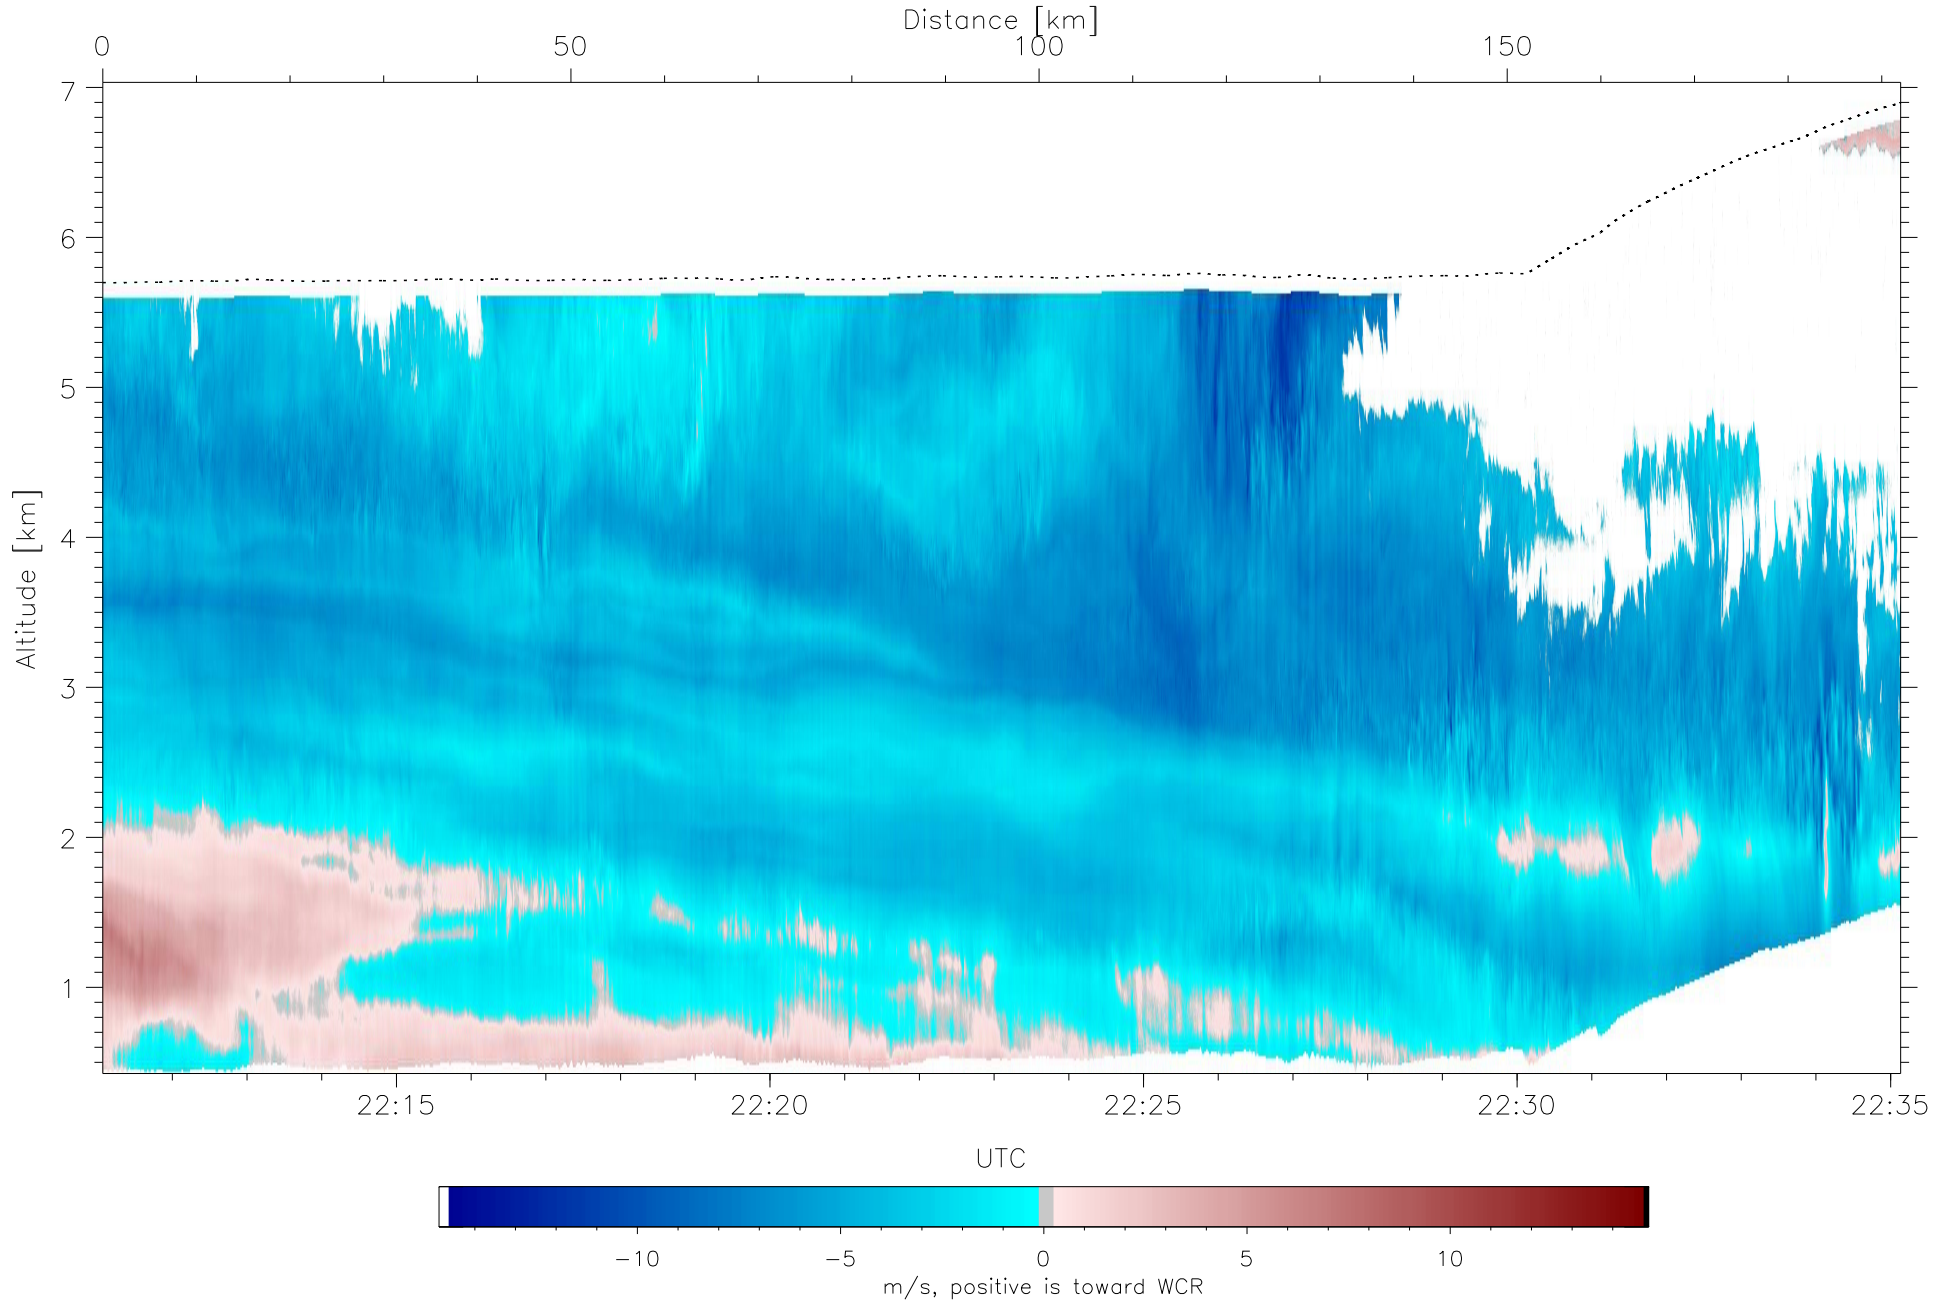 Distance [km]
0 50 100 150
7
6
5
4
3
2
1
Altitude [km]
22:15 22:20 22:25 22:30 22:35
UTC
−10 −5 0 5 10
m/s, positive is toward WCR